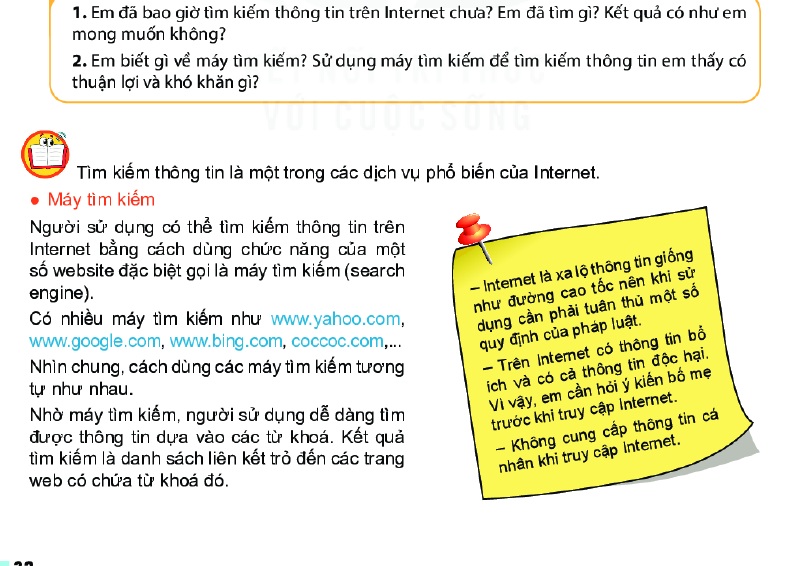 1. Em đã bao giờ tìm kiếm thông tin trên Internet chưa? Em đã tìm gì? Kết quả có như em
mong muốn không?
2. Em biết gì về máy tìm kiếm? Sử dụng máy tìm kiếm để tìm kiếm thông tin em thấy có
thuận lợi và khó khăn gì?
VỚI CUỘC SỐNG
Tìm kiếm thông tin là một trong các dịch vụ phổ biến của Internet.
● Máy tìm kiếm
Người sử dụng có thể tìm kiếm thông tin trên
Internet bằng cách dùng chức năng của một
số website đặc biệt gọi là máy tìm kiếm (search
engine).
Có nhiều máy tìm kiếm như www.yahoo.com,
www.google.com, www.bing.com, coccoc.com,...
Nhìn chung, cách dùng các máy tìm kiếm tương
tự như nhau.
Nhờ máy tìm kiếm, người sử dụng dễ dàng tìm
được thông tin dựa vào các từ khoá. Kết quả
tìm kiếm là danh sách liên kết trỏ đến các trang
web có chứa từ khoá đó.
– Internet là xa lộ thông tin giống
như đường cao tốc nên khi sử
dụng cần phải tuân thủ một số
quy định của pháp luật.
– Trên Internet có thông tin bổ
ích và có cả thông tin độc hại.
Vì vậy, em cần hỏi ý kiến bố mẹ
trước khi truy cập Internet.
– Không cung cấp thông tin cá
nhân khi truy cập Internet.